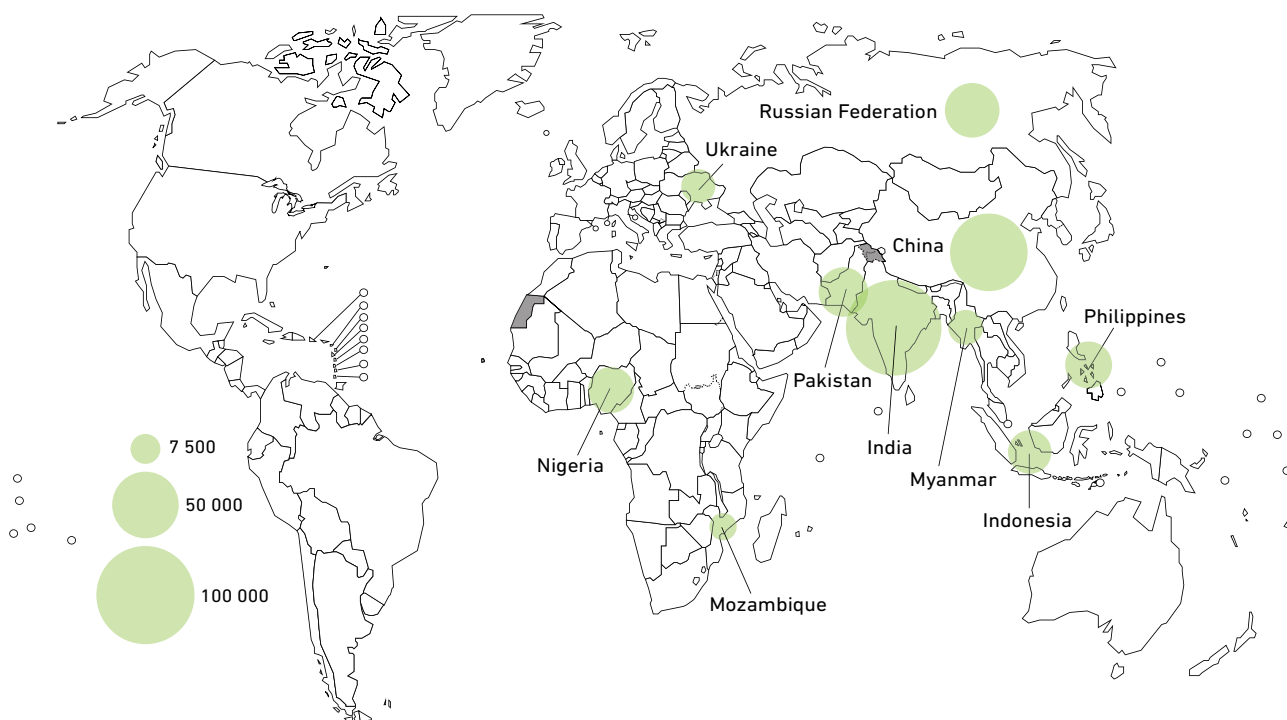 Russian Federation
Ukraine
China
Philippines
Pakistan
India
Nigeria
Myanmar
Indonesia
Mozambique
7 500
50 000
100 000